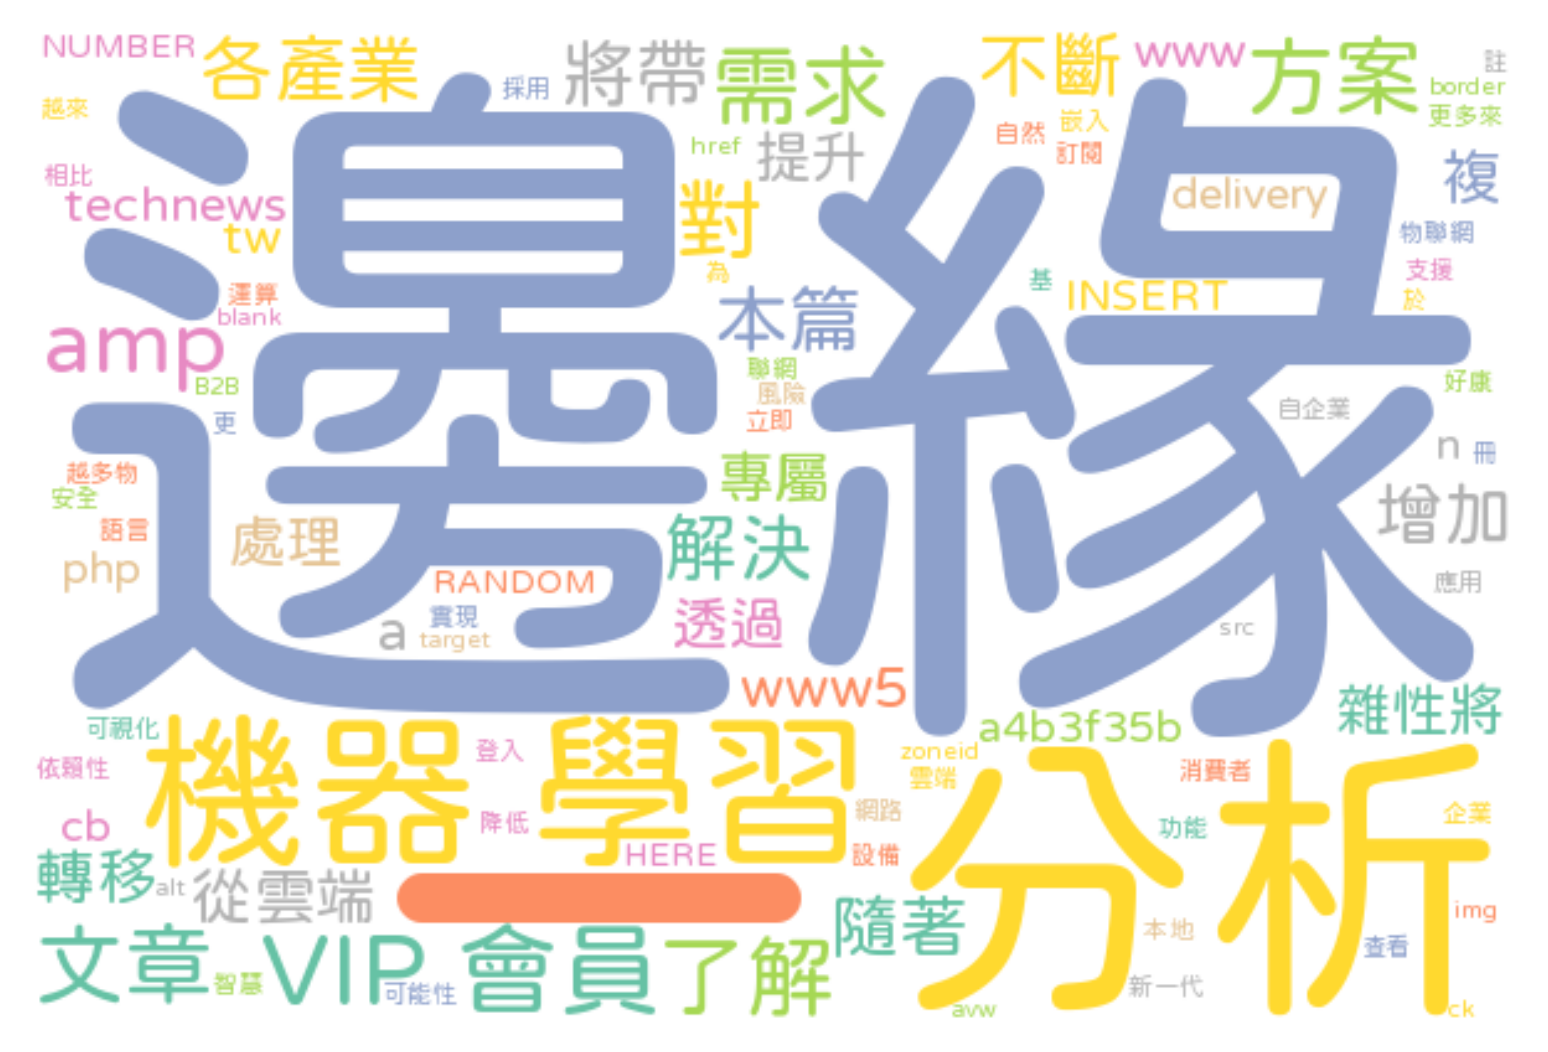 NUMBER
各產業
採用
將帶
需求
不斷
www
方案
註
border
更多來
越來
href
提升
自然
嵌入
訂閱
複
相比
technews
tw
對
delivery
物聯網
為
基
支援
運算
blank
INSERT
於
本篇
amp
B2B
聯網
風險
立即
好康
更
邊緣
自企業
n
冊
越多物
安全
語言
專屬
增加
php
處理
解決
RANDOM
應用
a
實現
target
透過
src
www5
a4b3f35b
雜性將
可視化
依賴性
機器
登入
學習
zoneid
雲端
消費者
分析
cb
降低
網路
功能
企業
HERE
設備
轉移
alt
從雲端
一
隨著
img
本地
查看
文章
智慧
VIP
可能性
會員
了解
新一代
avw
ck